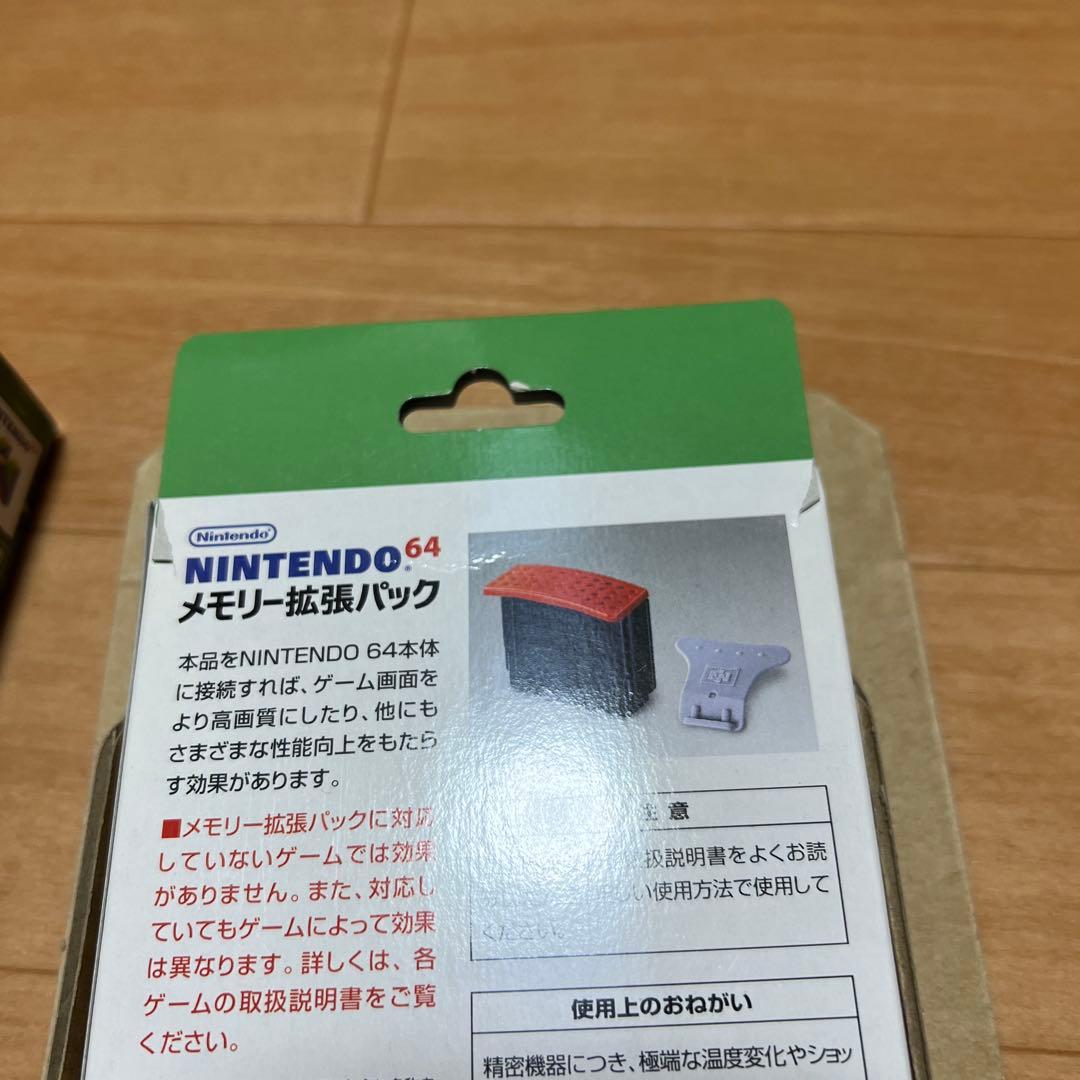 Nintendo
NINTENDO64
メモリー拡張パック
本品をNINTENDO 64本体
に接続すれば、ゲーム画面を
より高画質にしたり、他にも
さまざまな性能向上をもたら
す効果があります。
■メモリー拡張パックに対応
していないゲームでは効果
がありません。また、対応し
ていてもゲームによって効果
は異なります。詳しくは、各
ゲームの取扱説明書をご覧
ください。
注意
扱説明書をよくお読
い使用方法で使用して
ください。
使用上のおねがい
精密機器につき、極端な温度変化やショッ